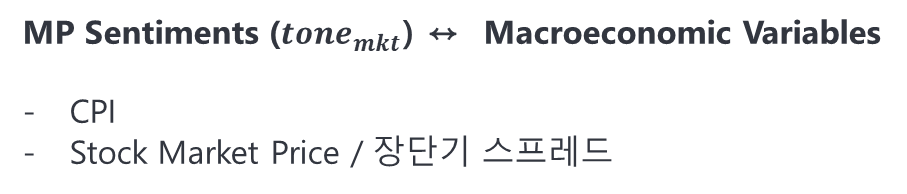 MP Sentiments (tone_mkt) ↔ Macroeconomic Variables
- CPI
- Stock Market Price / 장단기 스프레드